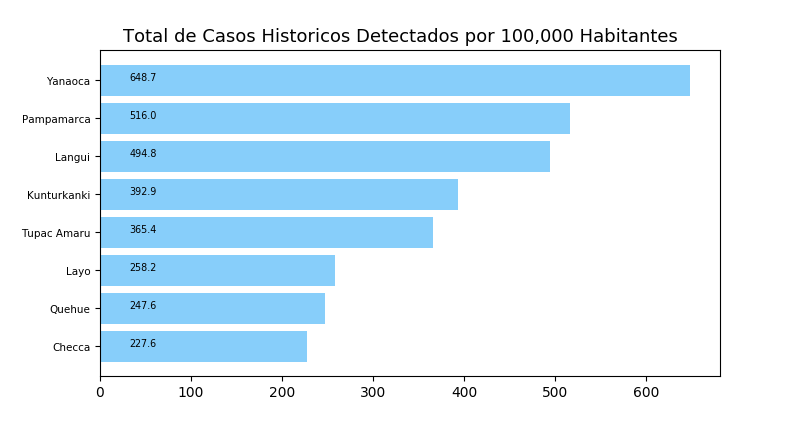 Total de Casos Historicos Detectados por 100,000 Habitantes
Yanaoca 648.7
Pampamarca 516.0
Langui 494.8
Kunturkanki 392.9
Tupac Amaru 365.4
Layo 258.2
Quehue 247.6
Checca 227.6
0 100 200 300 400 500 600